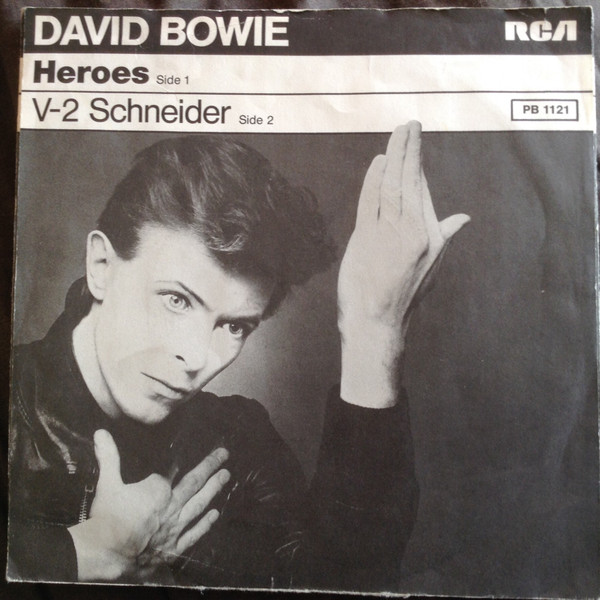 DAVID BOWIE RCA
Heroes Side 1
V-2 Schneider Side 2 PB 1121